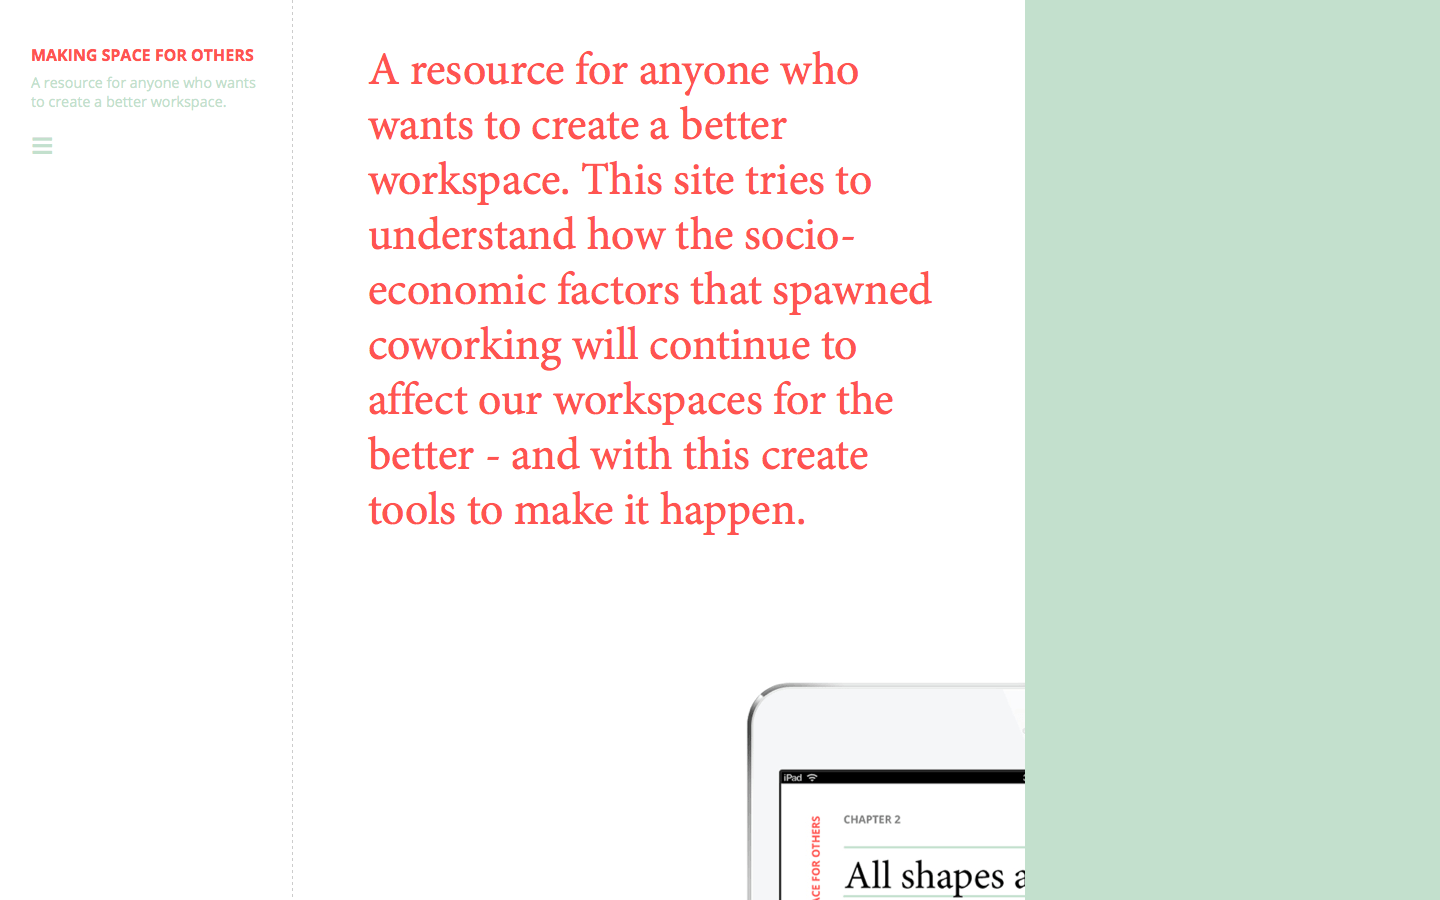 MAKING SPACE FOR OTHERS
A resource for anyone who wants
to create a better workspace.
A resource for anyone who
wants to create a better
workspace. This site tries to
understand how the socio-
economic factors that spawned
coworking will continue to
affect our workspaces for the
better - and with this create
tools to make it happen.
iPad
CHAPTER 2
FOR OTHERS
All shapes